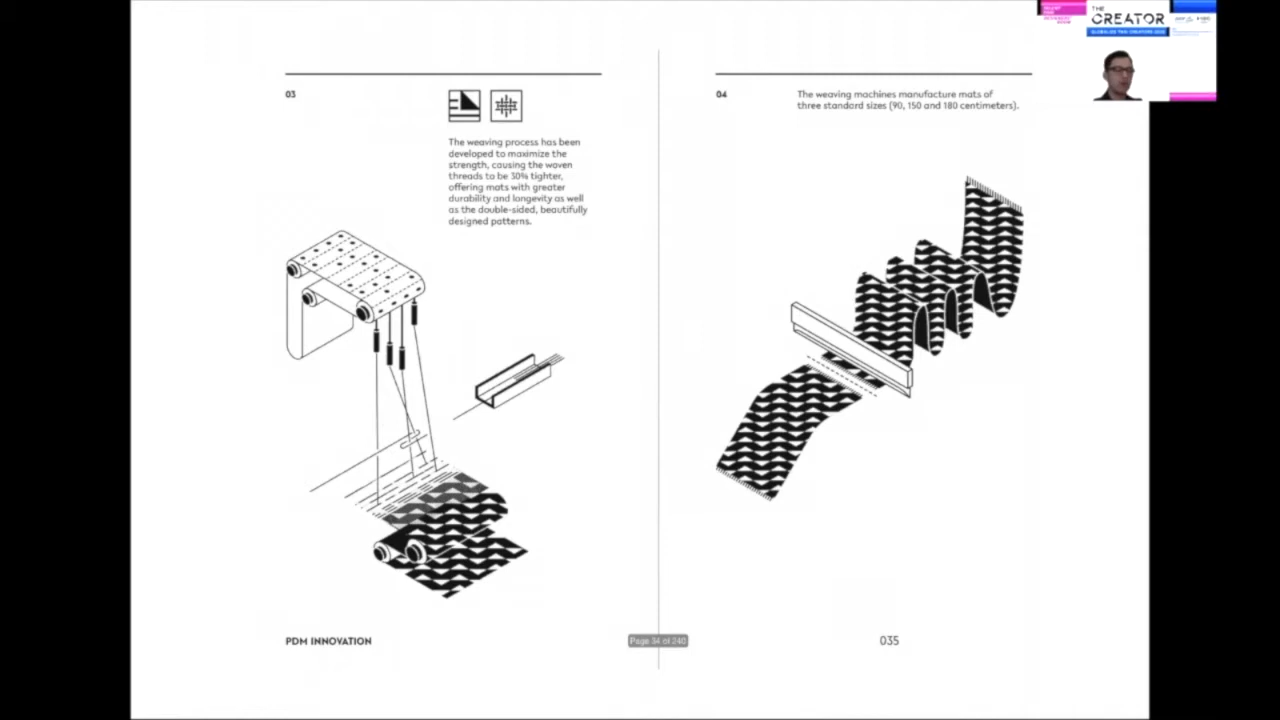 THE
CREATOR
03
The weaving process has been
developed to maximize the
strength, causing the woven
threads to be 30% tighter,
offering mats with greater
durability and longevity as well
as the double-sided, beautifully
designed patterns.
04
The weaving machines manufacture mats of
three standard sizes (90, 150 and 180 centimeters).
PDM INNOVATION
Page 34 of 240
035